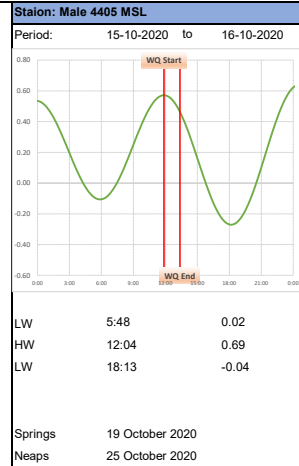 Staion: Male 4405 MSL
Period: 15-10-2020 to 16-10-2020
WQ Start
0.80
0.60
0.40
0.20
0.00
-0.20
-0.40
-0.60
WQ End
0:00 3:00 6:00 9:00 12:00 15:00 18:00 21:00 0:00
LW 5:48 0.02
HW 12:04 0.69
LW 18:13 -0.04
Springs 19 October 2020
Neaps 25 October 2020